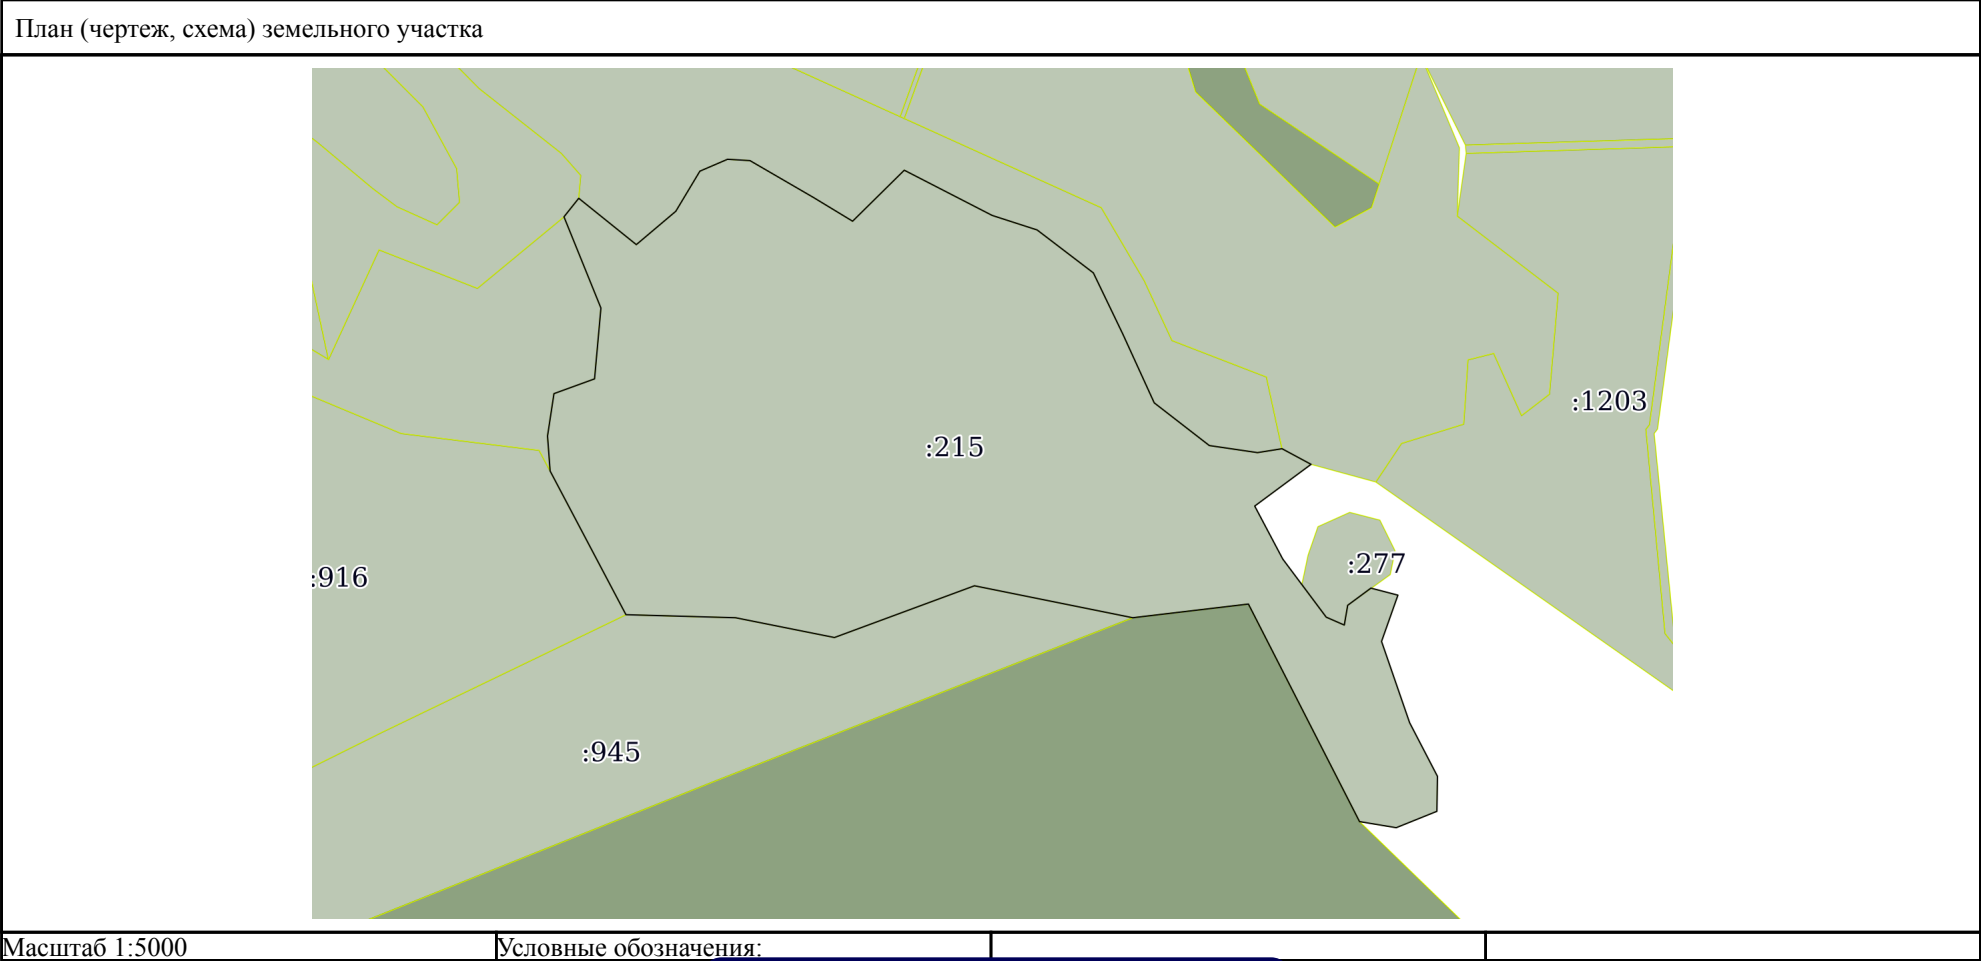 План (чертеж, схема) земельного участка
:1203
:215
:277
:916
:945
Масштаб 1:5000
Условные обозначения: